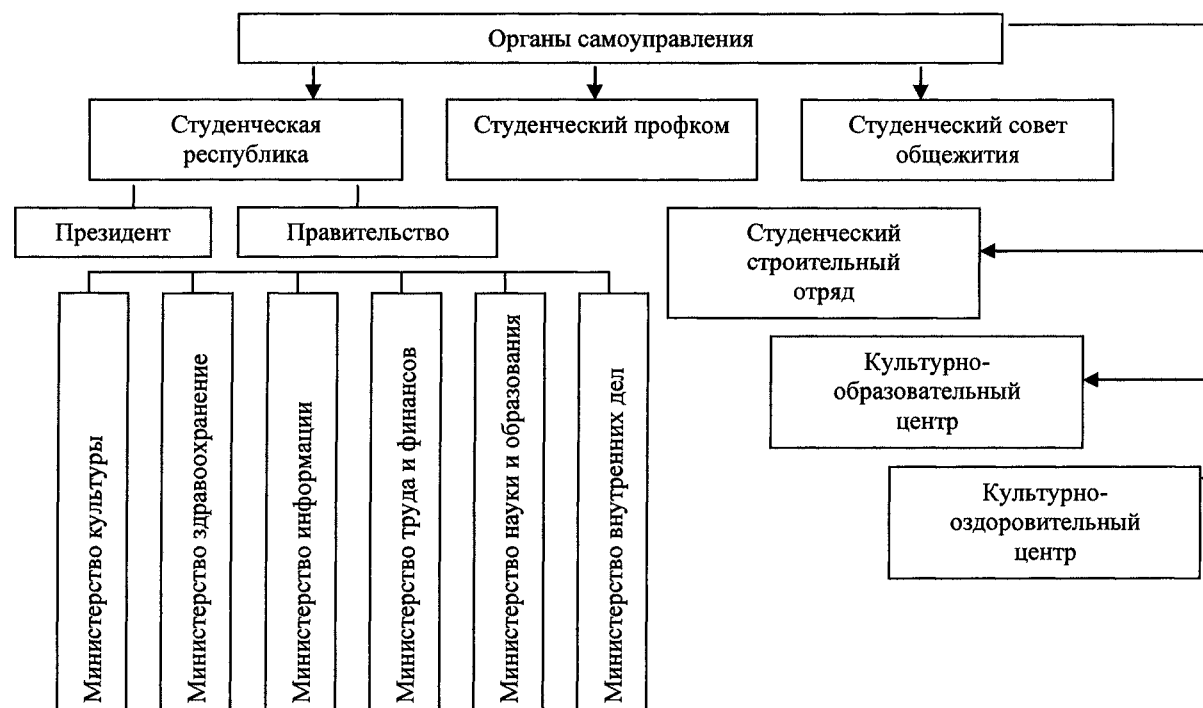 Органы самоуправления
Студенческая
республика
Студенческий профком
Студенческий совет
общежития
Президент
Правительство
Студенческий
строительный
отряд
Культурно-
образовательный
центр
Культурно-
оздоровительный
центр
Министерство культуры
Министерство здравоохранение
Министерство информации
Министерство труда и финансов
Министерство науки и образования
Министерство внутренних дел